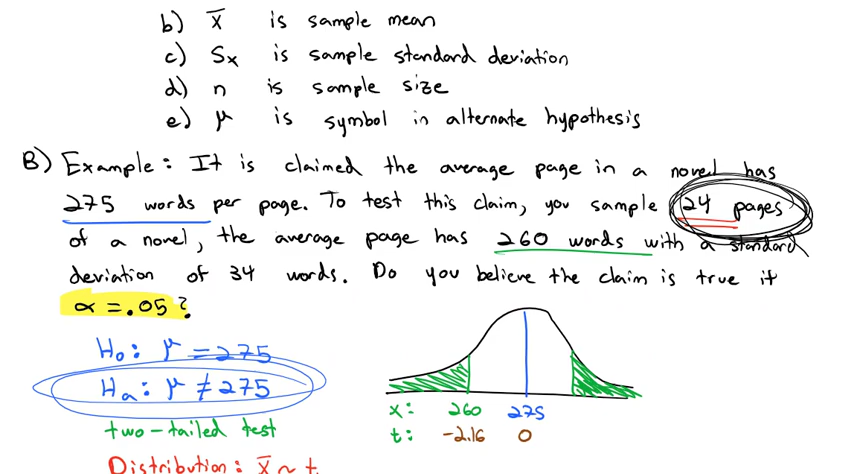 b) x̄ is sample mean
c) Sx is sample standard deviation
d) n is sample size
e) μ is symbol in alternate hypothesis
B) Example: It is claimed the average page in a novel has
275 words per page. To test this claim, you sample 24 pages
of a novel, the average page has 260 words with a standard
deviation of 34 words. Do you believe the claim is true if
α = .05?
H₀: μ = 275
Hₐ: μ ≠ 275
two-tailed test
x: 260 275
t: -2.16 0
Distribution: x̄ ~ t